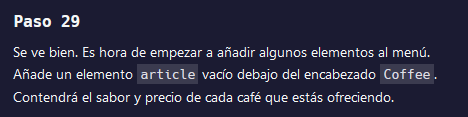 Paso 29
Se ve bien. Es hora de empezar a añadir algunos elementos al menú.
Añade un elemento article vacío debajo del encabezado Coffee.
Contendrá el sabor y precio de cada café que estás ofreciendo.